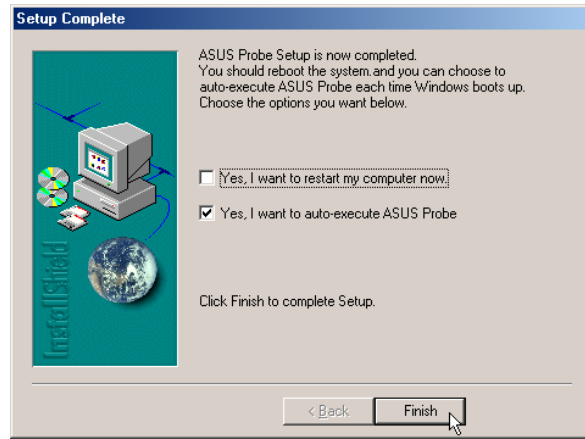 Setup Complete
ASUS Probe Setup is now completed.
You should reboot the system.and you can choose to
auto-execute ASUS Probe each time Windows boots up.
Choose the options you want below.
Yes, I want to restart my computer now.
Yes, I want to auto-execute ASUS Probe
InstallShield
Click Finish to complete Setup.
< Back
Finish